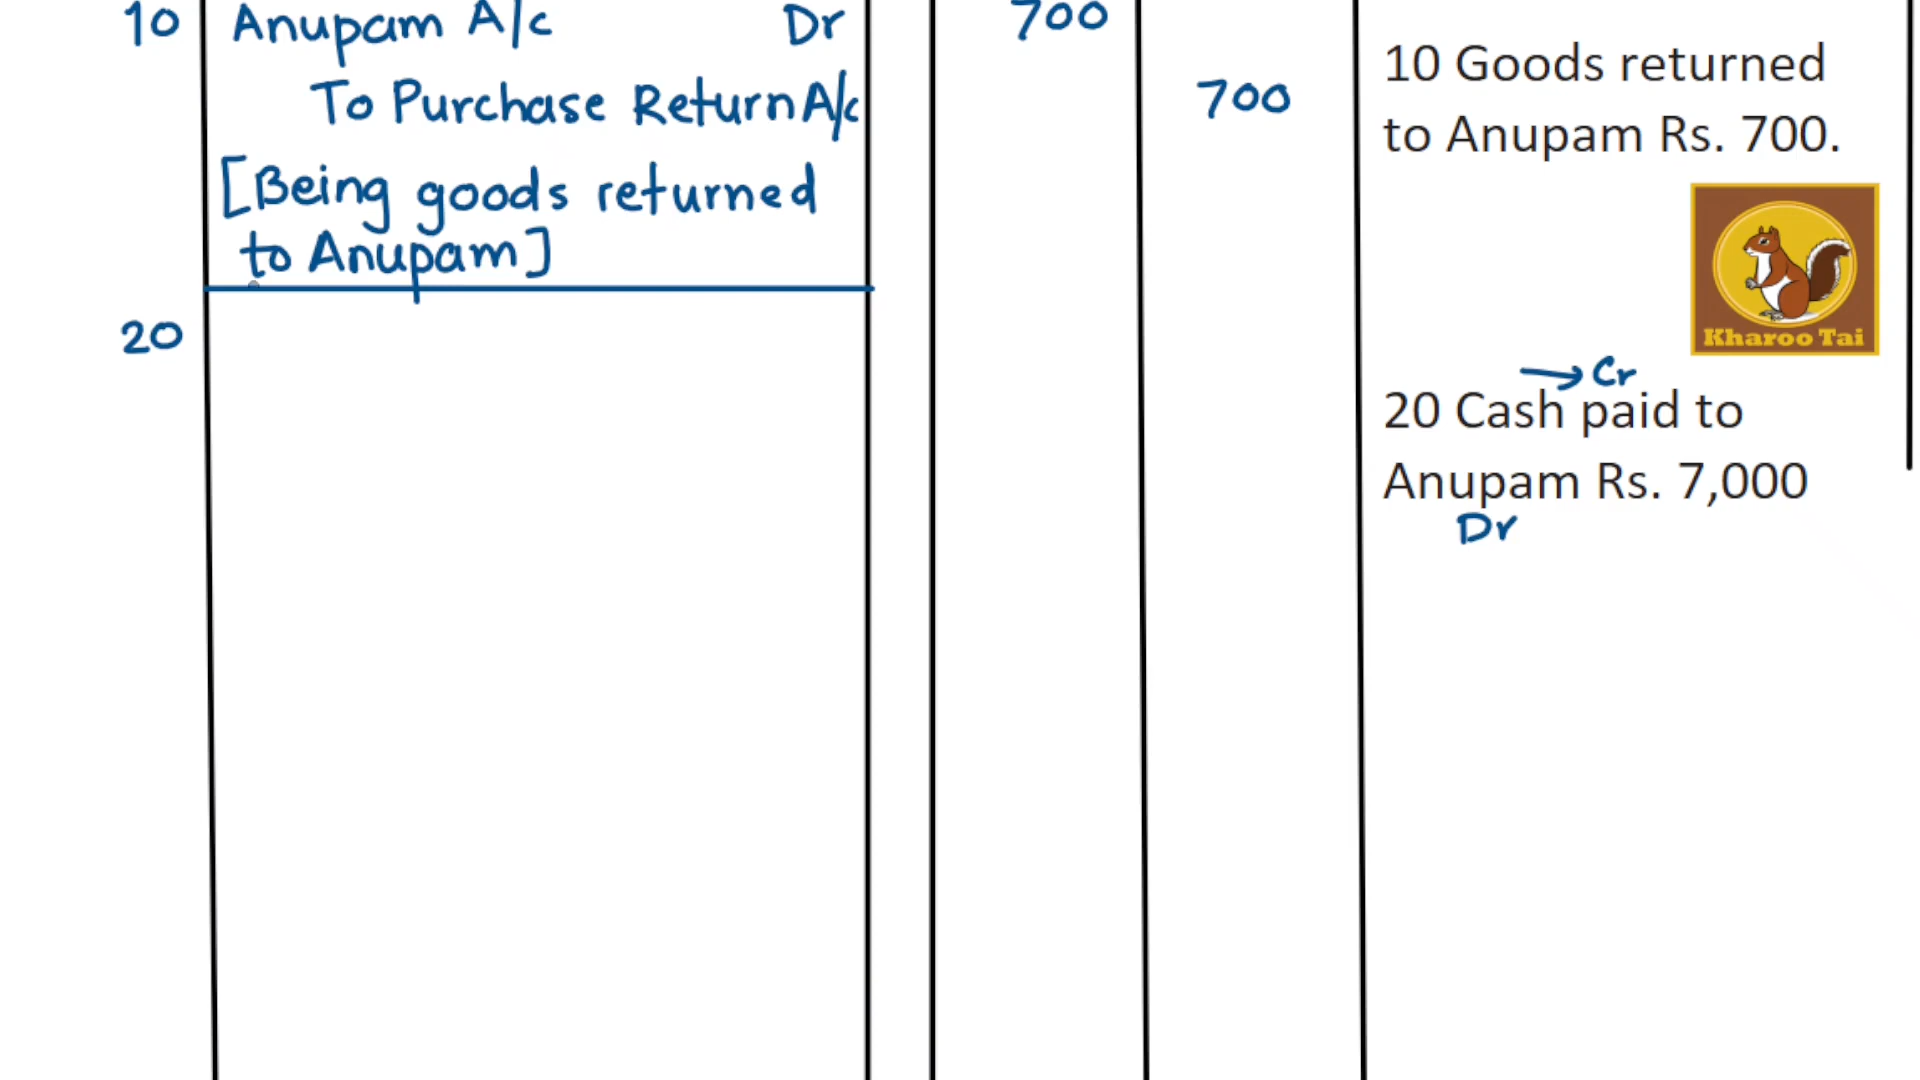 10 Anupam A/c Dr 700
To Purchase Return A/c 700
[Being goods returned
to Anupam]
20
10 Goods returned
to Anupam Rs. 700.
Kharoo Tai
→ Cr
20 Cash paid to
Anupam Rs. 7,000
Dr